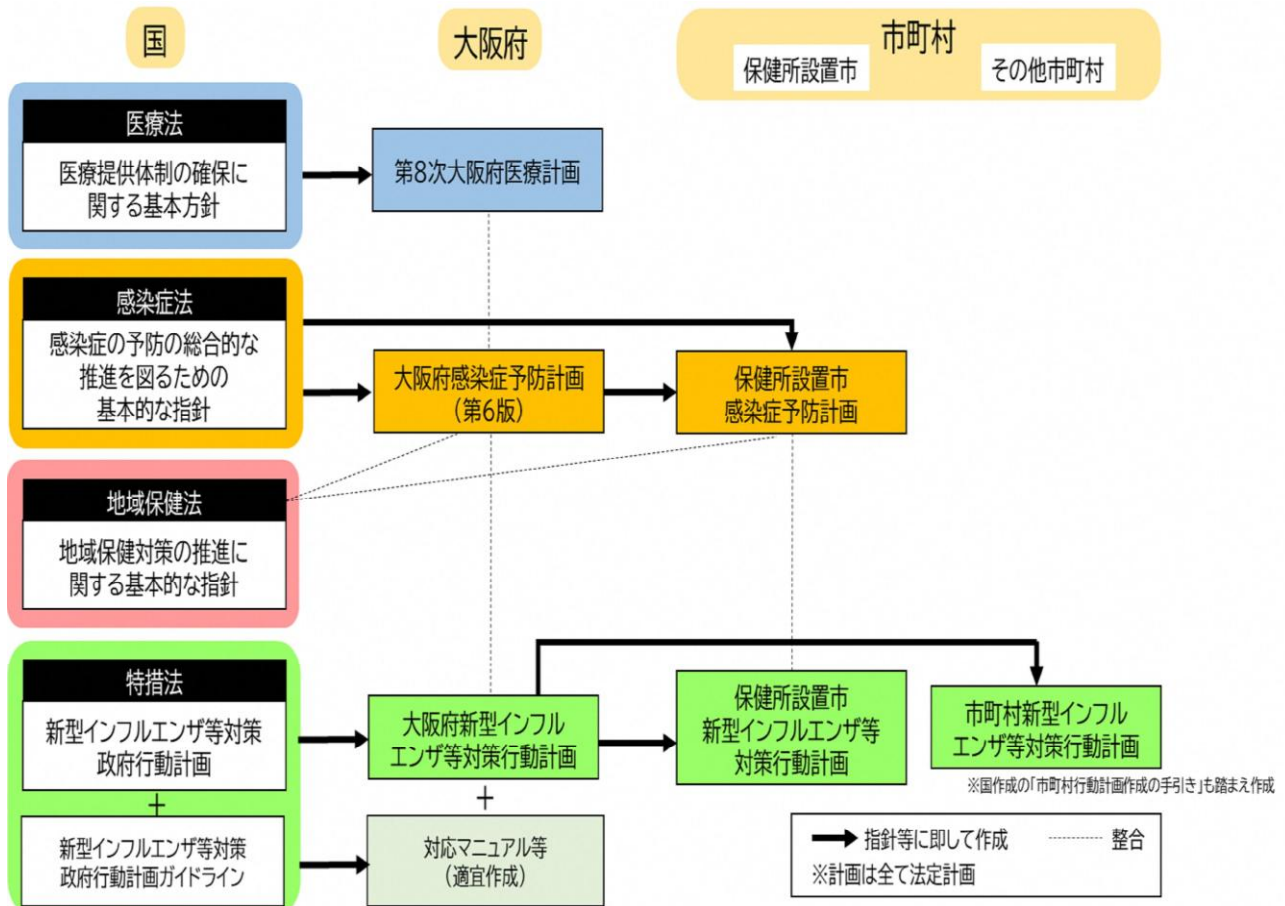 国
大阪府
市町村
保健所設置市
その他市町村
医療法
医療提供体制の確保に
関する基本方針
第8次大阪府医療計画
感染症法
感染症の予防の総合的な
推進を図るための
基本的な指針
大阪府感染症予防計画
(第6版)
保健所設置市
感染症予防計画
地域保健法
地域保健対策の推進に
関する基本的な指針
特措法
新型インフルエンザ等対策
政府行動計画
+
新型インフルエンザ等対策
政府行動計画ガイドライン
大阪府新型インフル
エンザ等対策行動計画
+
対応マニュアル等
(適宜作成)
保健所設置市
新型インフルエンザ等
対策行動計画
市町村新型インフル
エンザ等対策行動計画
※国作成の「市町村行動計画作成の手引き」も踏まえ作成
指針等に即して作成
整合
※計画は全て法定計画